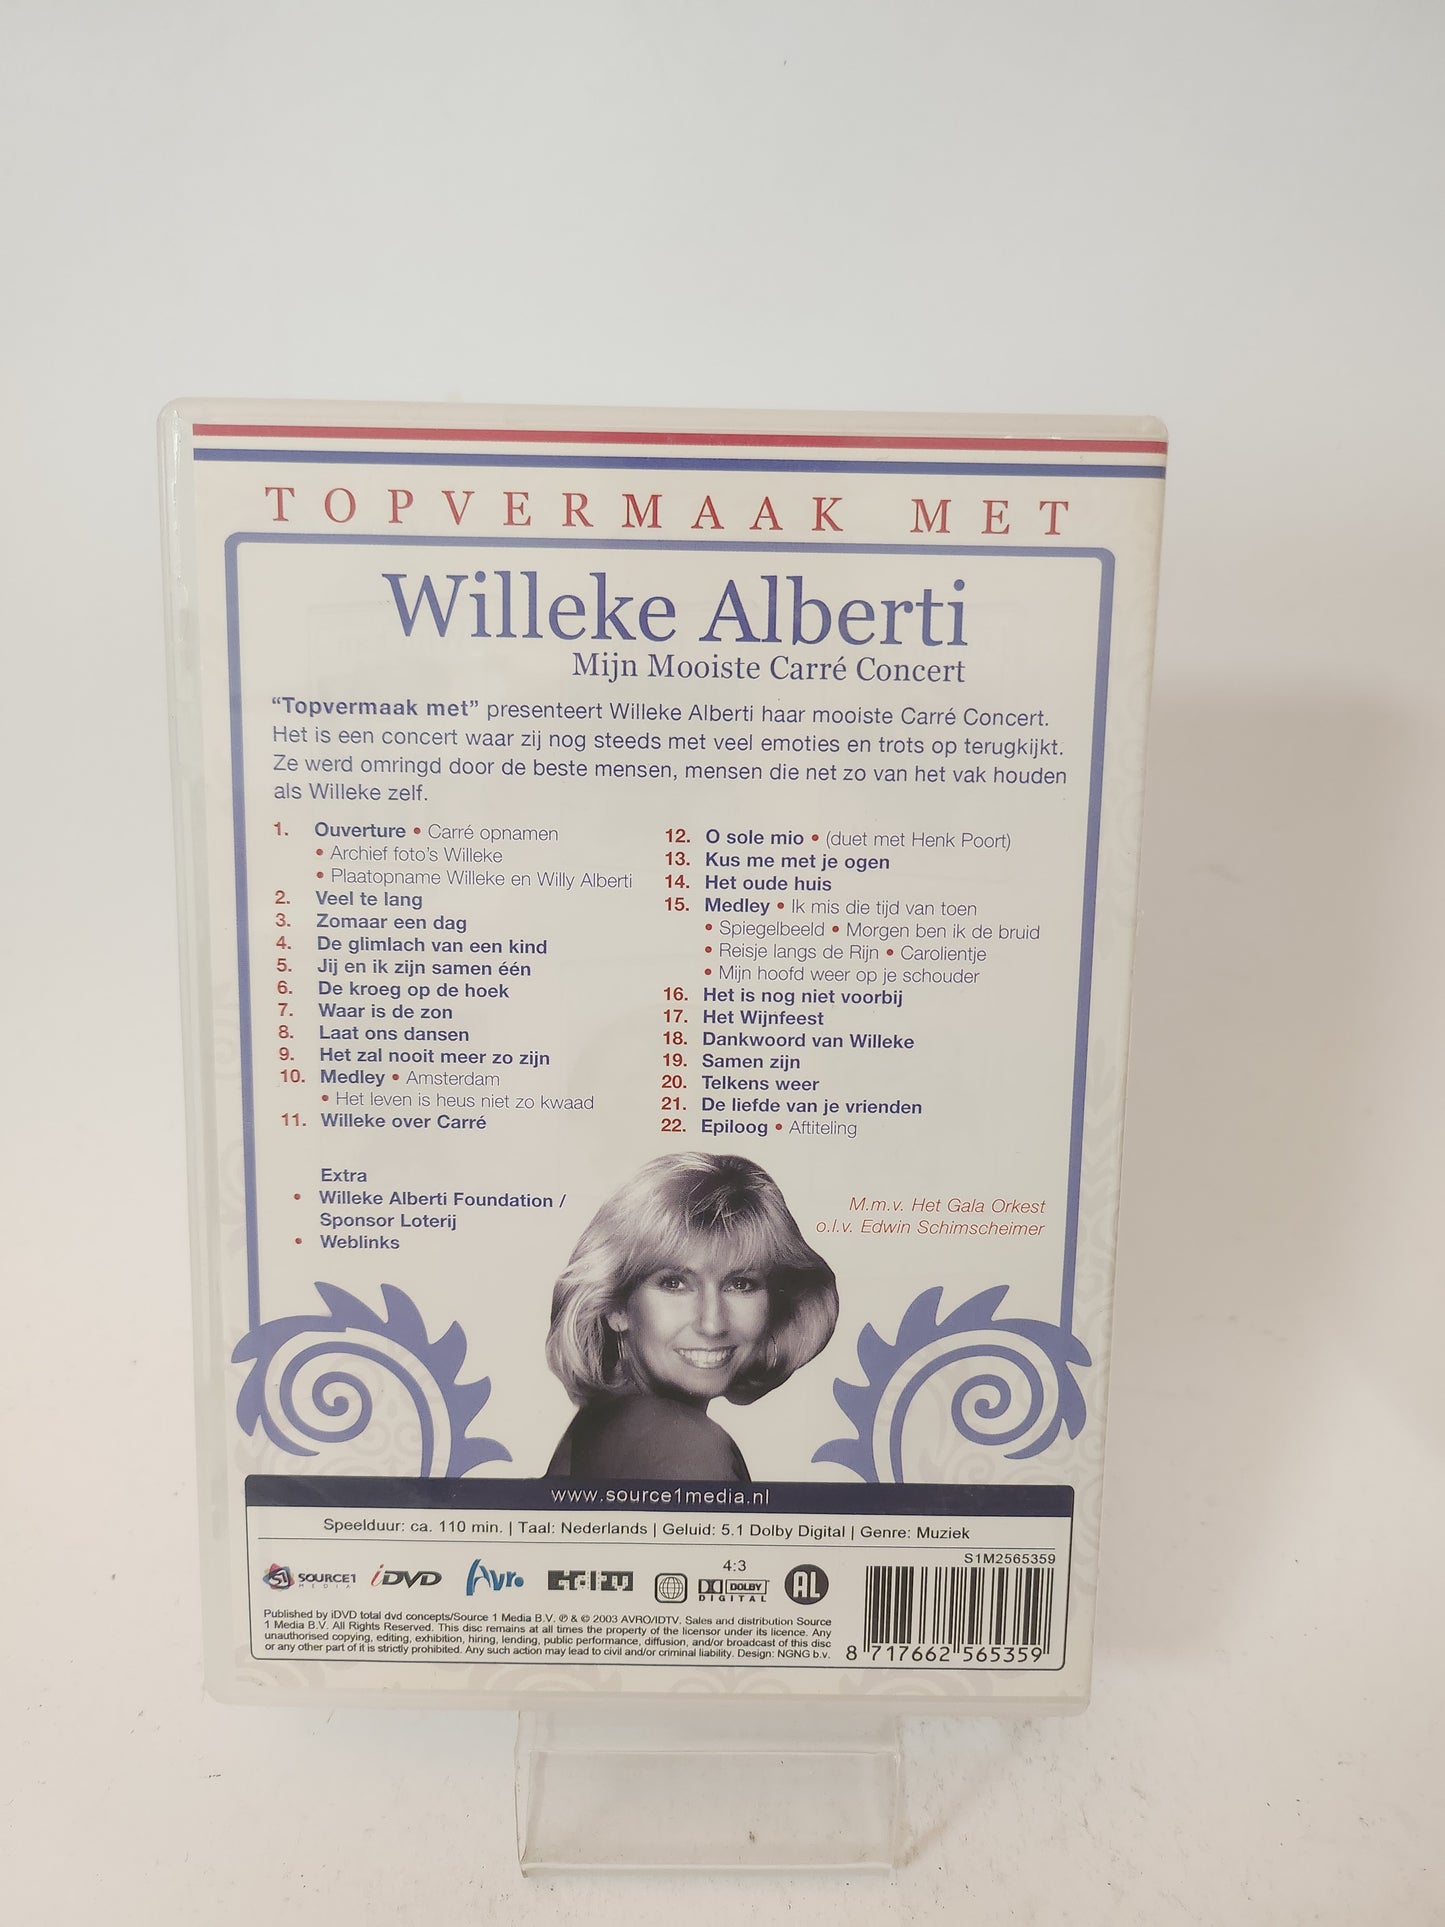 TOPVERMAAK MET
Willeke Alberti
Mijn Mooiste Carré Concert
“Topvermaak met” presenteert Willeke Alberti haar mooiste Carré Concert.
Het is een concert waar zij nog steeds met veel emoties en trots op terugkijkt.
Ze werd omringd door de beste mensen, mensen die net zo van het vak houden
als Willeke zelf.
1. Ouverture • Carré opnamen
• Archief foto's Willeke
• Plaatopname Willeke en Willy Alberti
2. Veel te lang
3. Zomaar een dag
4. De glimlach van een kind
5. Jij en ik zijn samen één
6. De kroeg op de hoek
7. Waar is de zon
8. Laat ons dansen
9. Het zal nooit meer zo zijn
10. Medley • Amsterdam
• Het leven is heus niet zo kwaad
11. Willeke over Carré
12. O sole mio • (duet met Henk Poort)
13. Kus me met je ogen
14. Het oude huis
15. Medley • Ik mis die tijd van toen
• Spiegelbeeld • Morgen ben ik de bruid
• Reisje langs de Rijn • Carolientje
• Mijn hoofd weer op je schouder
16. Het is nog niet voorbij
17. Het Wijnfeest
18. Dankwoord van Willeke
19. Samen zijn
20. Telkens weer
21. De liefde van je vrienden
22. Epiloog • Aftiteling
Extra
• Willeke Alberti Foundation /
Sponsor Loterij
• Weblinks
M.m.v. Het Gala Orkest
o.l.v. Edwin Schimscheimer
www.source1media.nl
Speelduur: ca. 110 min. | Taal: Nederlands | Geluid: 5.1 Dolby Digital | Genre: Muziek
S1M2565359
S1 SOURCE1 MEDIA iDVD Avro
4:3
DOLBY
DIGITAL
AL
Published by iDVD total dvd concepts/Source 1 Media B.V. ℗ & © 2003 AVRO/IDTV. Sales and distribution Source
1 Media B.V. All Rights Reserved. This disc remains at all times the property of the licensor under its licence. Any
unauthorised copying, editing, exhibition, hiring, lending, public performance, diffusion, and/or broadcast of this disc
or any other part of it is strictly prohibited. Any such action may lead to civil and/or criminal liability. Design: NGNG b.v.
8 717662 565359